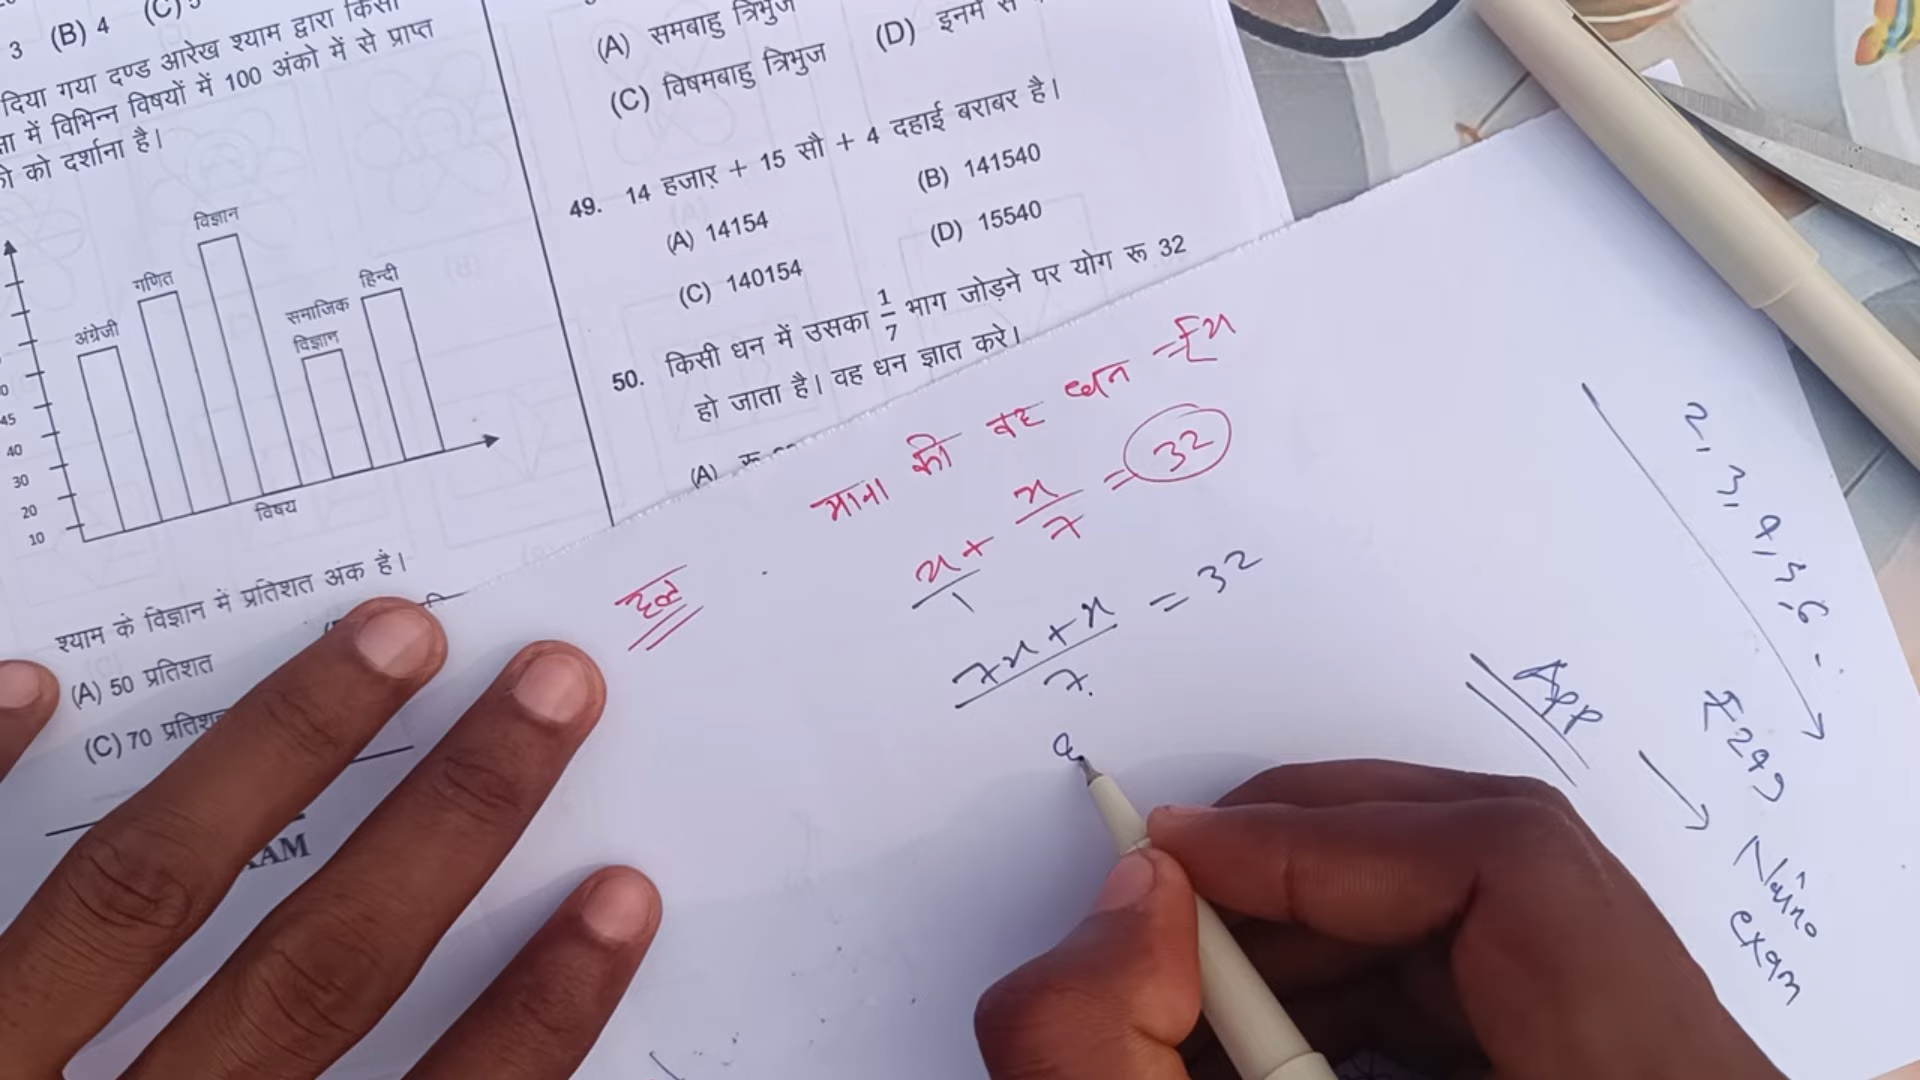 3 (B) 4 (C)
दिया गया दण्ड आरेख श्याम द्वारा किसी
में विभिन्न विषयों में 100 अंको में से प्राप्त
को दर्शाना है।
विज्ञान
गणित
हिन्दी
अंग्रेजी
समाजिक
विज्ञान
45
40
30
20
10
विषय
श्याम के विज्ञान में प्रतिशत अंक है।
(A) 50 प्रतिशत
(C) 70 प्रतिशत
(A) समबाहु त्रिभुज
(D) इनमें से
(C) विषमबाहु त्रिभुज
49. 14 हजार + 15 सौ + 4 दहाई बराबर है।
(A) 14154
(B) 141540
(C) 140154
(D) 15540
50. किसी धन में उसका 1/7 भाग जोड़ने पर योग रू 32
हो जाता है। वह धन ज्ञात करे।
(A) रू
हल
माना की वह धन = ₹x
x/1 + x/7 = 32
7x + x / 7 = 32
8
2, 3, 4, 5, 6
App
₹299
exam